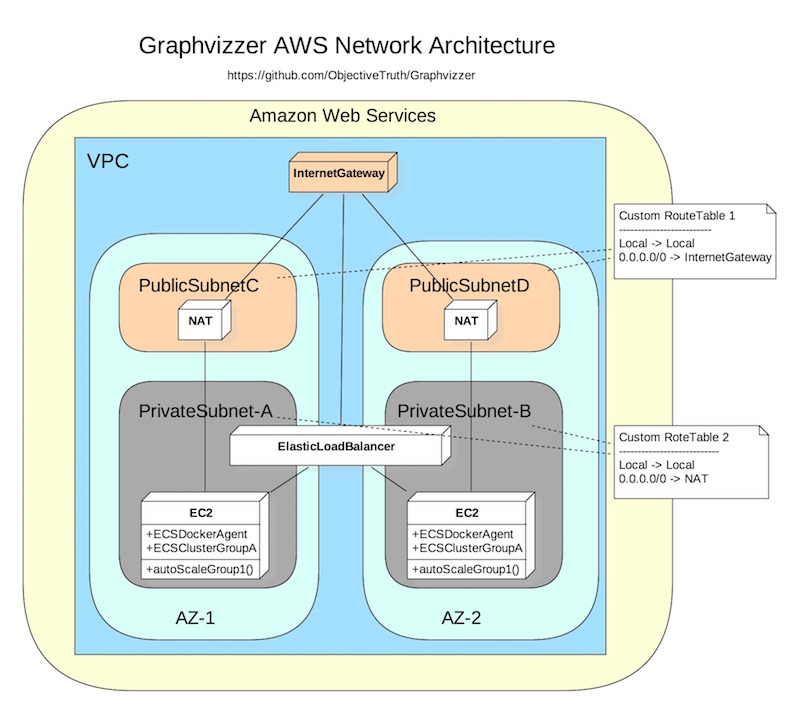 Graphvizzer AWS Network Architecture
https://github.com/ObjectiveTruth/Graphvizzer
Amazon Web Services
VPC
InternetGateway
Custom RouteTable 1
--------------------------
Local -> Local
0.0.0.0/0 -> InternetGateway
PublicSubnetC
NAT
PublicSubnetD
NAT
PrivateSubnet-A
PrivateSubnet-B
ElasticLoadBalancer
Custom RoteTable 2
----------------------------
Local -> Local
0.0.0.0/0 -> NAT
EC2
+ECSDockerAgent
+ECSClusterGroupA
+autoScaleGroup1()
EC2
+ECSDockerAgent
+ECSClusterGroupA
+autoScaleGroup1()
AZ-1
AZ-2